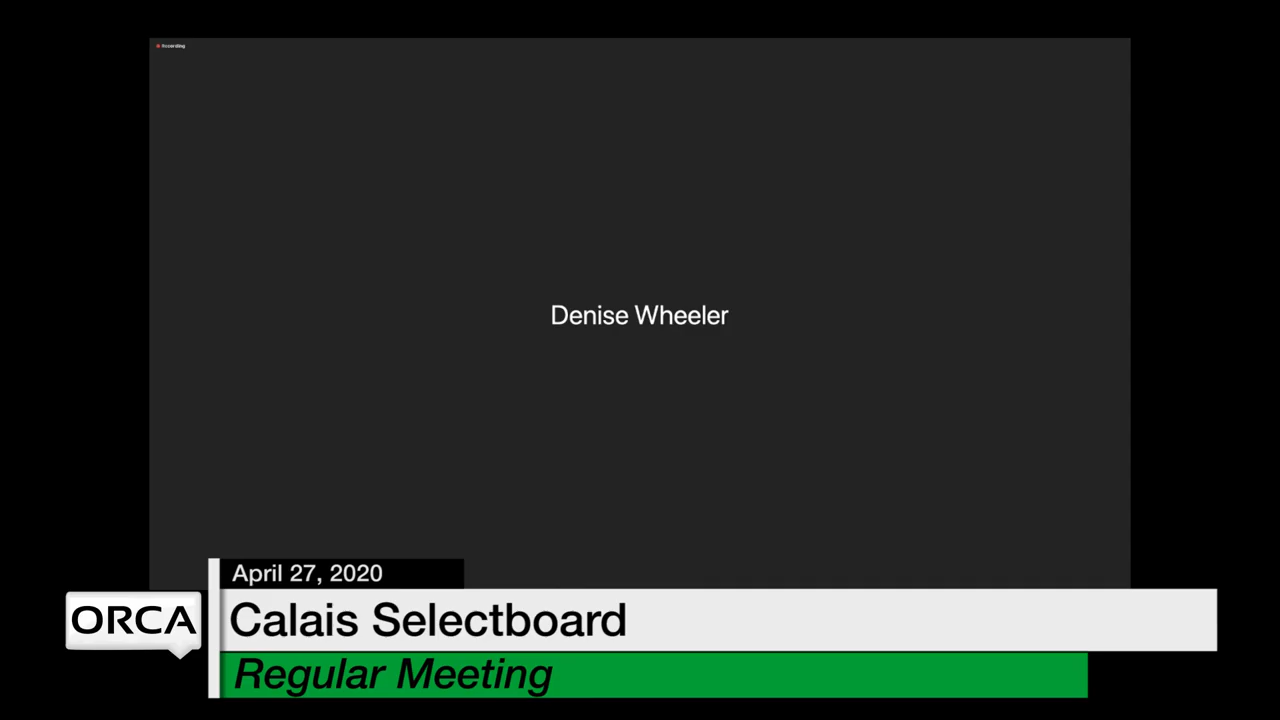 Recording
Denise Wheeler
April 27, 2020
ORCA
Calais Selectboard
Regular Meeting